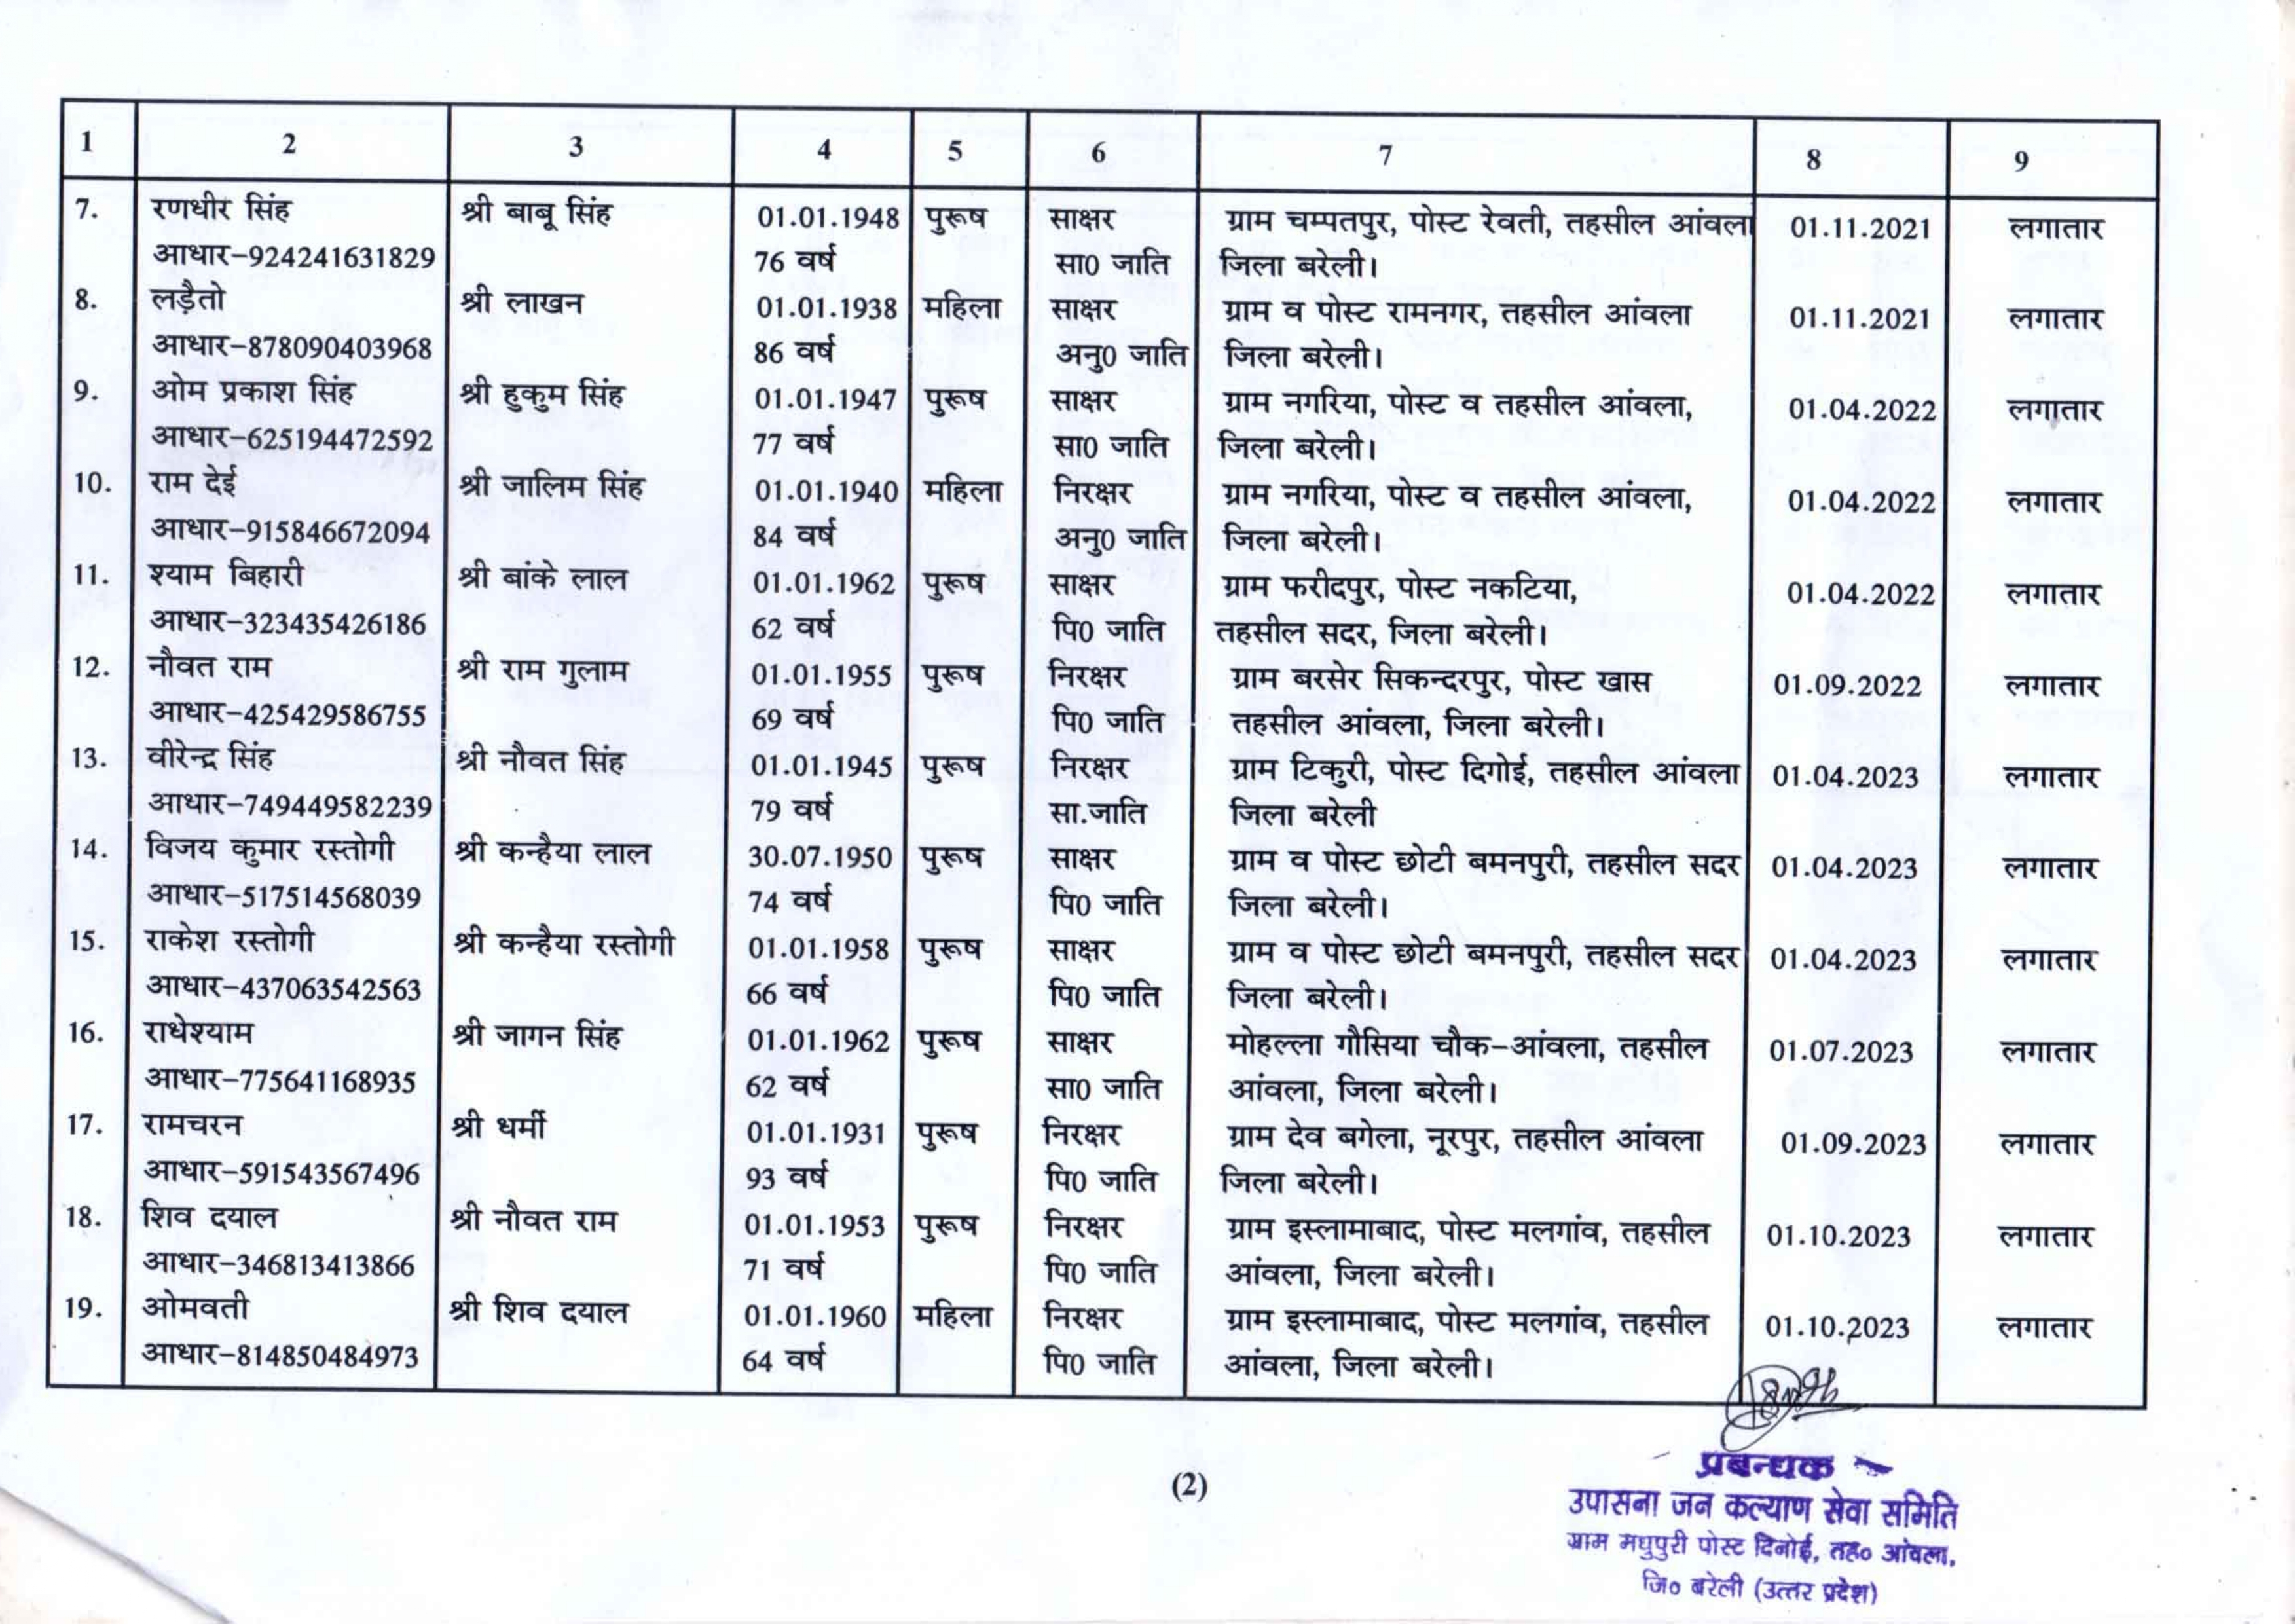 1 2 3 4 5 6 7 8 9
7. रणधीर सिंह श्री बाबू सिंह 01.01.1948 पुरूष साक्षर ग्राम चम्पतपुर, पोस्ट रेवती, तहसील आंवला 01.11.2021 लगातार
आधार–924241631829 76 वर्ष सा0 जाति जिला बरेली।
8. लड़ैतो श्री लाखन 01.01.1938 महिला साक्षर ग्राम व पोस्ट रामनगर, तहसील आंवला 01.11.2021 लगातार
आधार–878090403968 86 वर्ष अनु0 जाति जिला बरेली।
9. ओम प्रकाश सिंह श्री हुकुम सिंह 01.01.1947 पुरूष साक्षर ग्राम नगरिया, पोस्ट व तहसील आंवला, 01.04.2022 लगातार
आधार–625194472592 77 वर्ष सा0 जाति जिला बरेली।
10. राम देई श्री जालिम सिंह 01.01.1940 महिला निरक्षर ग्राम नगरिया, पोस्ट व तहसील आंवला, 01.04.2022 लगातार
आधार–915846672094 84 वर्ष अनु0 जाति जिला बरेली।
11. श्याम बिहारी श्री बांके लाल 01.01.1962 पुरूष साक्षर ग्राम फरीदपुर, पोस्ट नकटिया, 01.04.2022 लगातार
आधार–323435426186 62 वर्ष पि0 जाति तहसील सदर, जिला बरेली।
12. नौवत राम श्री राम गुलाम 01.01.1955 पुरूष निरक्षर ग्राम बरसेर सिकन्दरपुर, पोस्ट खास 01.09.2022 लगातार
आधार–425429586755 69 वर्ष पि0 जाति तहसील आंवला, जिला बरेली।
13. वीरेन्द्र सिंह श्री नौवत सिंह 01.01.1945 पुरूष निरक्षर ग्राम टिकुरी, पोस्ट दिगोई, तहसील आंवला 01.04.2023 लगातार
आधार–749449582239 79 वर्ष सा.जाति जिला बरेली
14. विजय कुमार रस्तोगी श्री कन्हैया लाल 30.07.1950 पुरूष साक्षर ग्राम व पोस्ट छोटी बमनपुरी, तहसील सदर 01.04.2023 लगातार
आधार–517514568039 74 वर्ष पि0 जाति जिला बरेली।
15. राकेश रस्तोगी श्री कन्हैया रस्तोगी 01.01.1958 पुरूष साक्षर ग्राम व पोस्ट छोटी बमनपुरी, तहसील सदर 01.04.2023 लगातार
आधार–437063542563 66 वर्ष पि0 जाति जिला बरेली।
16. राधेश्याम श्री जागन सिंह 01.01.1962 पुरूष साक्षर मोहल्ला गौसिया चौक–आंवला, तहसील 01.07.2023 लगातार
आधार–775641168935 62 वर्ष सा0 जाति आंवला, जिला बरेली।
17. रामचरन श्री धर्मी 01.01.1931 पुरूष निरक्षर ग्राम देव बगेला, नूरपुर, तहसील आंवला 01.09.2023 लगातार
आधार–591543567496 93 वर्ष पि0 जाति जिला बरेली।
18. शिव दयाल श्री नौवत राम 01.01.1953 पुरूष निरक्षर ग्राम इस्लामाबाद, पोस्ट मलगांव, तहसील 01.10.2023 लगातार
आधार–346813413866 71 वर्ष पि0 जाति आंवला, जिला बरेली।
19. ओमवती श्री शिव दयाल 01.01.1960 महिला निरक्षर ग्राम इस्लामाबाद, पोस्ट मलगांव, तहसील 01.10.2023 लगातार
आधार–814850484973 64 वर्ष पि0 जाति आंवला, जिला बरेली।
(2)
प्रबन्धक
उपासना जन कल्याण सेवा समिति
ग्राम मधुपुरी पोस्ट दिनोई, तह० आंवला,
जि० बरेली (उत्तर प्रदेश)